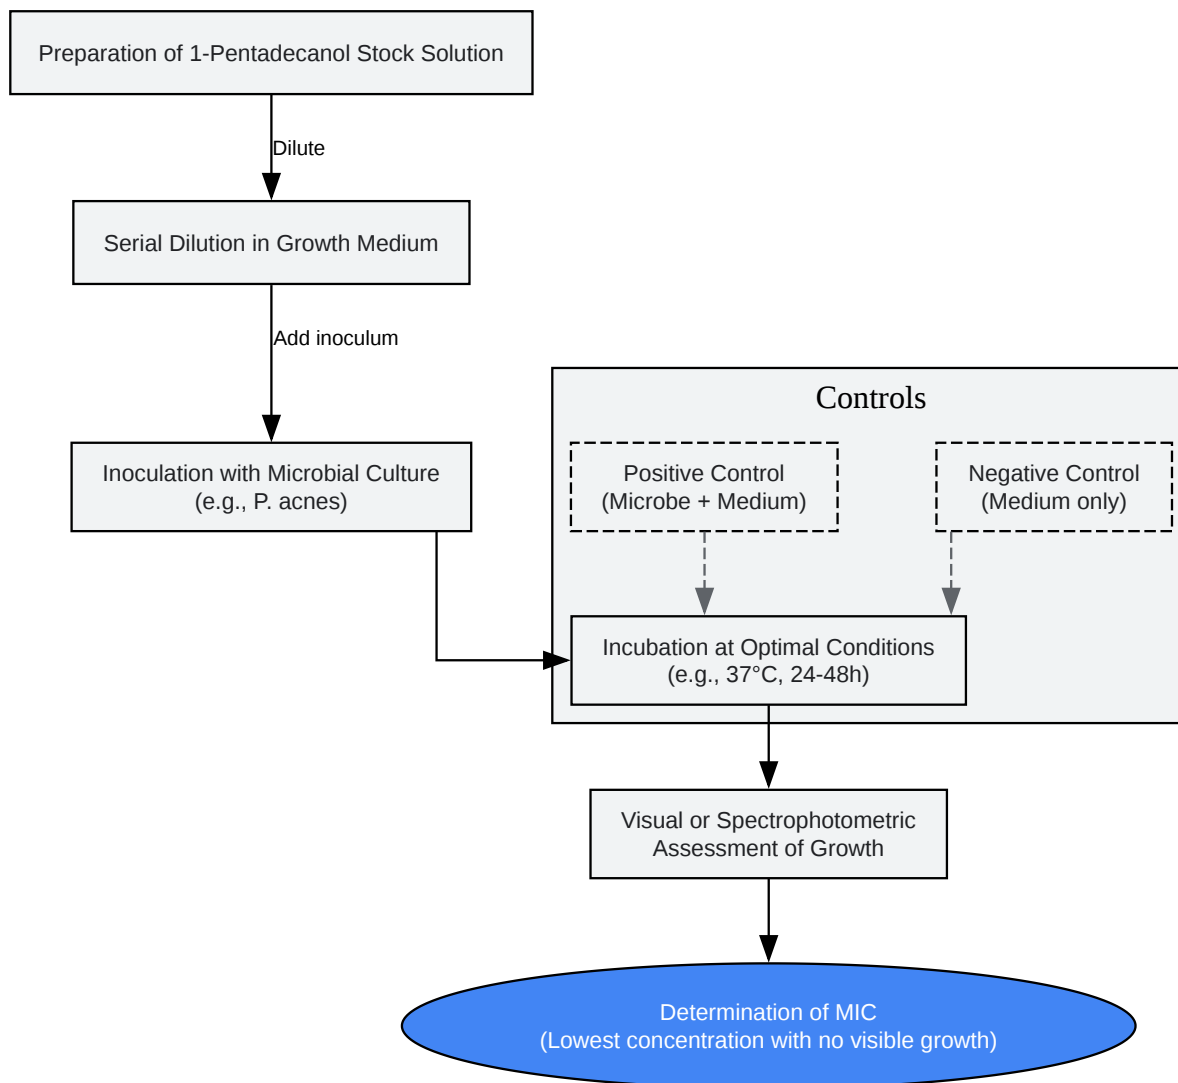 Preparation of 1-Pentadecanol Stock Solution
Dilute
Serial Dilution in Growth Medium
Add inoculum
Inoculation with Microbial Culture
(e.g., P. acnes)
Controls
Positive Control
(Microbe + Medium)
Negative Control
(Medium only)
Incubation at Optimal Conditions
(e.g., 37°C, 24-48h)
Visual or Spectrophotometric
Assessment of Growth
Determination of MIC
(Lowest concentration with no visible growth)